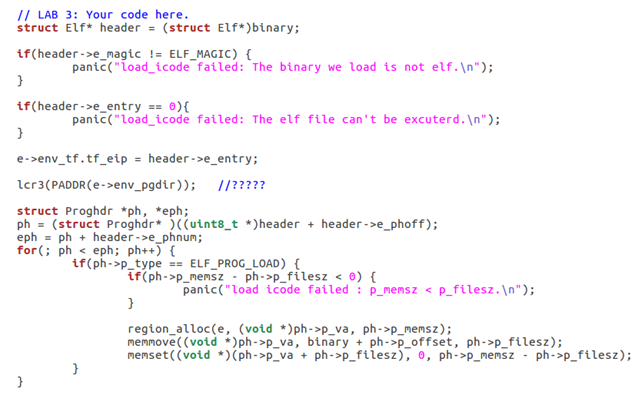 // LAB 3: Your code here.
struct Elf* header = (struct Elf*)binary;

if(header->e_magic != ELF_MAGIC) {
        panic("load_icode failed: The binary we load is not elf.\n");
}

if(header->e_entry == 0){
        panic("load_icode failed: The elf file can't be excuterd.\n");
}

e->env_tf.tf_eip = header->e_entry;

lcr3(PADDR(e->env_pgdir));   //?????

struct Proghdr *ph, *eph;
ph = (struct Proghdr* )((uint8_t *)header + header->e_phoff);
eph = ph + header->e_phnum;
for(; ph < eph; ph++) {
        if(ph->p_type == ELF_PROG_LOAD) {
                if(ph->p_memsz - ph->p_filesz < 0) {
                        panic("load icode failed : p_memsz < p_filesz.\n");
                }

                region_alloc(e, (void *)ph->p_va, ph->p_memsz);
                memmove((void *)ph->p_va, binary + ph->p_offset, ph->p_filesz);
                memset((void *)(ph->p_va + ph->p_filesz), 0, ph->p_memsz - ph->p_filesz);
        }
}